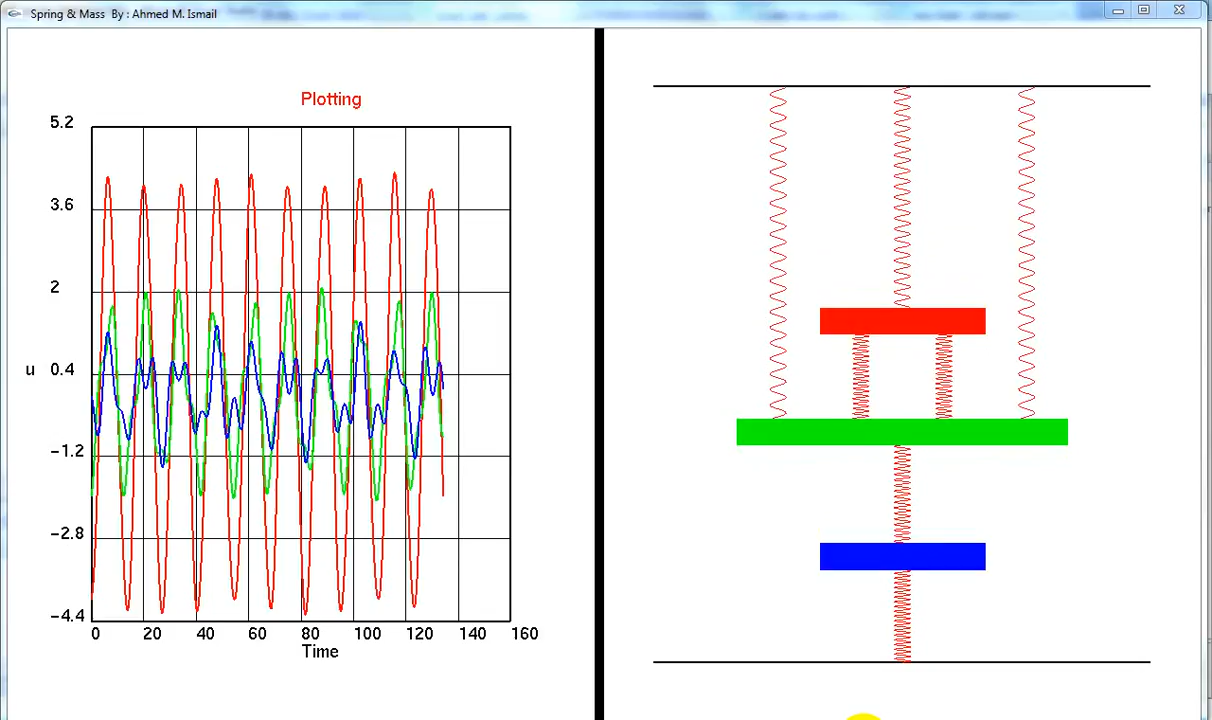 Spring & Mass By : Ahmed M. Ismail
Plotting
5.2
3.6
2
u 0.4
-1.2
-2.8
-4.4
0 20 40 60 80 100 120 140 160
Time